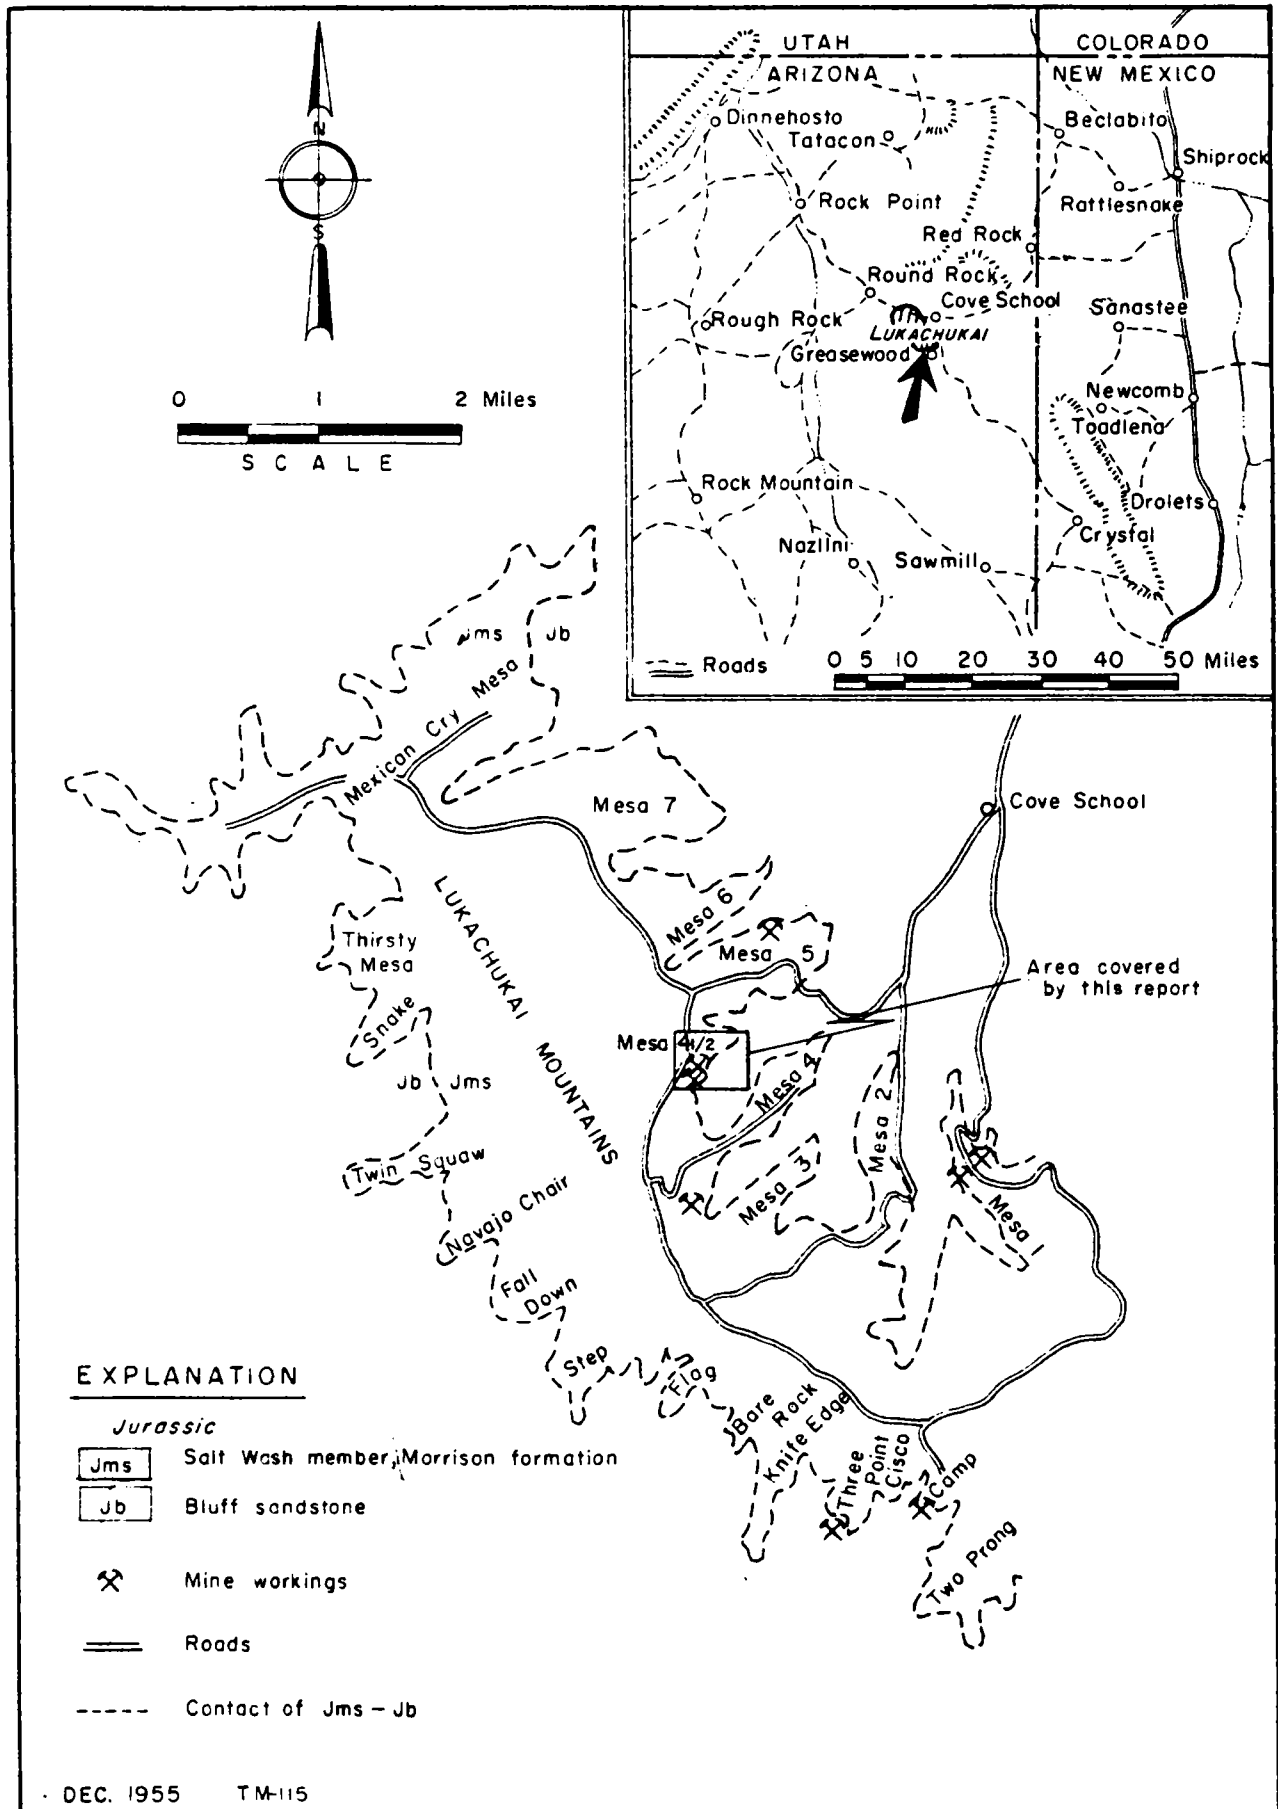 N
S
0 1 2 Miles
SCALE
UTAH
COLORADO
ARIZONA
NEW MEXICO
Dinnehosto
Tatacon
Beclabito
Shiprock
Rattlesnake
Rock Point
Red Rock
Round Rock
Cove School
Sanastee
Rough Rock
LUKACHUKAI
Greasewood
Newcomb
Toadlena
Rock Mountain
Drolets
Crystal
Nazlini
Sawmill
Roads
0 5 10 20 30 40 50 Miles
Jms
Jb
Mexican Cry Mesa
Mesa 7
Cove School
Mesa 6
Mesa 5
LUKACHUKAI MOUNTAINS
Thirsty
Mesa
Area covered
by this report
Snake
Mesa 4 1/2
Mesa 4
Jb
Jms
Mesa 2
Mesa 3
Twin Squaw
Mesa 1
Navajo Chair
Fall
Down
Step
Flag
Bare
Rock
Knife Edge
Three
Point
Cisco
Camp
Two Prong
EXPLANATION
Jurassic
Jms Salt Wash member, Morrison formation
Jb Bluff sandstone
Mine workings
Roads
Contact of Jms - Jb
DEC. 1955 TM-115